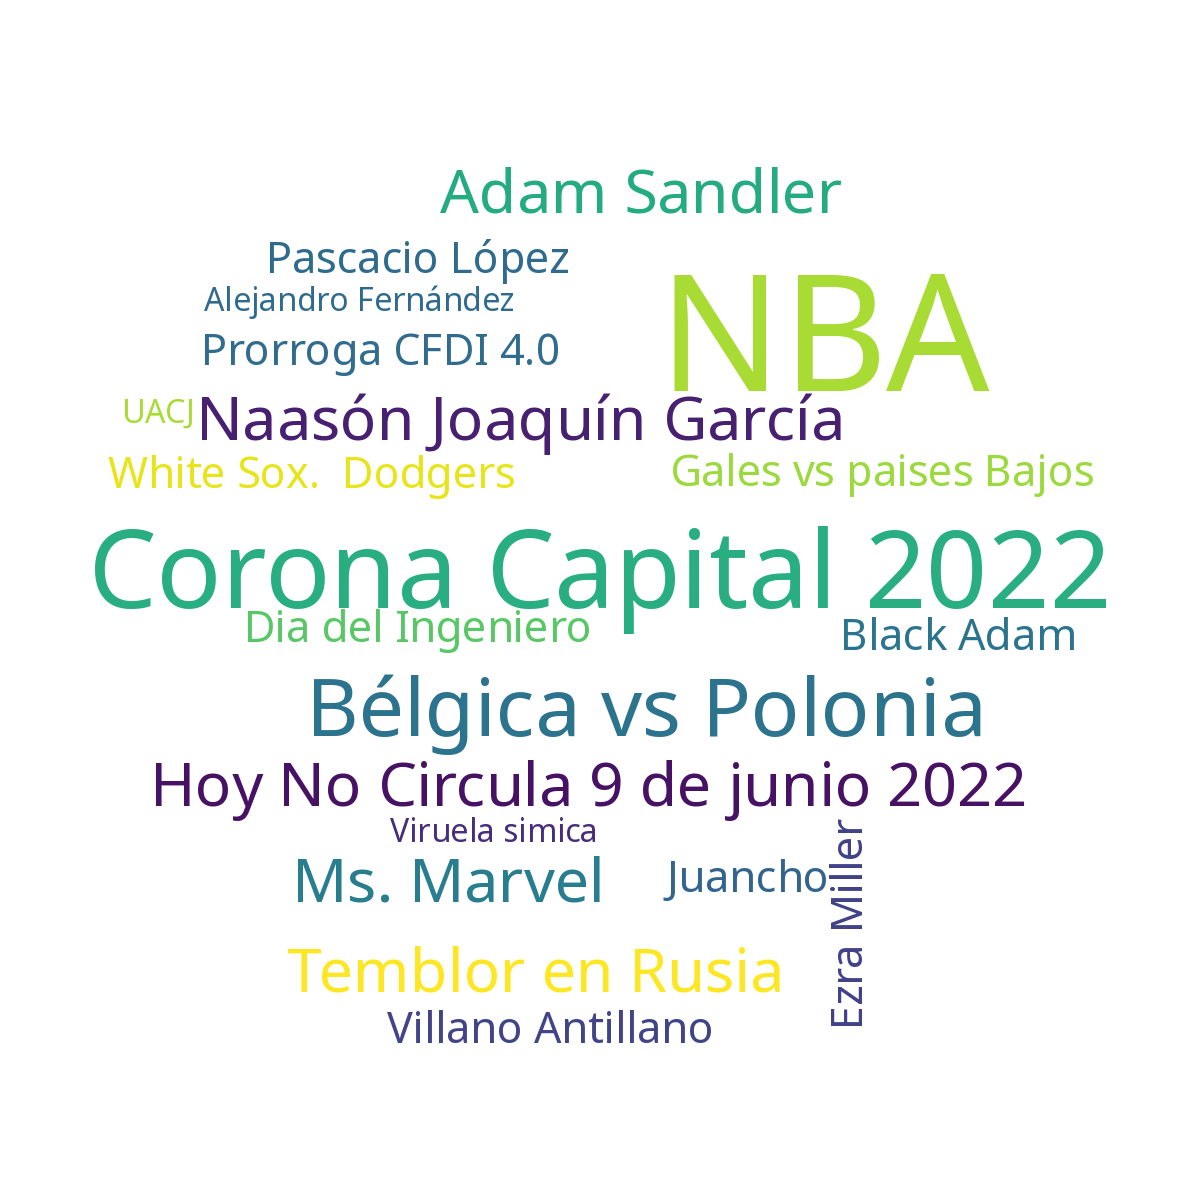 Adam Sandler
Pascacio López
NBA
Alejandro Fernández
Prorroga CFDI 4.0
UACJ
Naasón Joaquín García
White Sox.  Dodgers
Gales vs paises Bajos
Corona Capital 2022
Dia del Ingeniero
Black Adam
Bélgica vs Polonia
Hoy No Circula 9 de junio 2022
Viruela simica
Ms. Marvel
Juancho
Ezra Miller
Temblor en Rusia
Villano Antillano